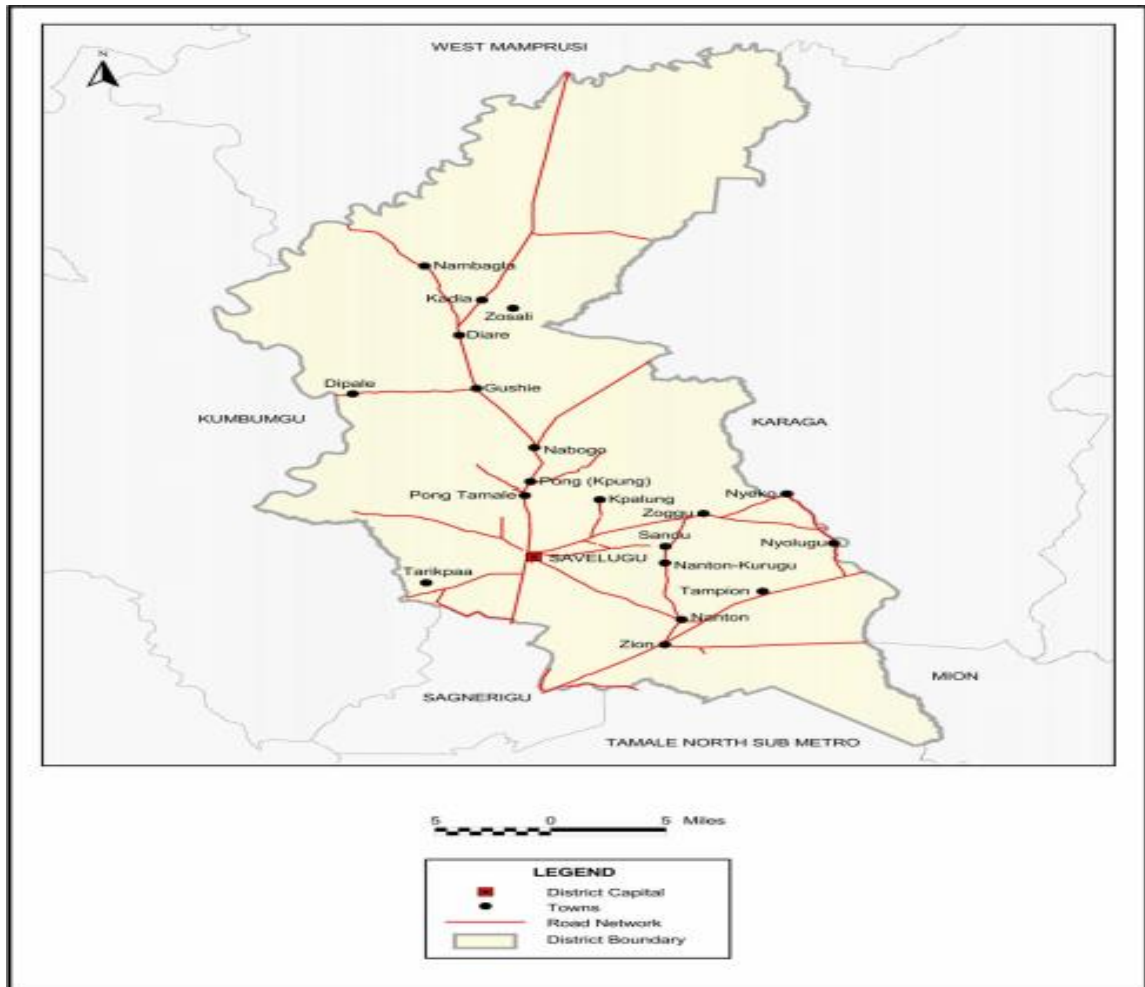 WEST MAMPRUSI
N
Nambagla
Kadia
Zosali
Diare
Dipale
Gushie
KUMBUMGU
KARAGA
Nabogo
Pong (Kpung)
Pong Tamale
Kpalung
Nyeko
Zoggu
Sandu
Nyolugu
SAVELUGU
Nanton-Kurugu
Tarikpaa
Tampion
Nanton
Zion
MION
SAGNERIGU
TAMALE NORTH SUB METRO
5 0 5 Miles
LEGEND
District Capital
Towns
Road Network
District Boundary